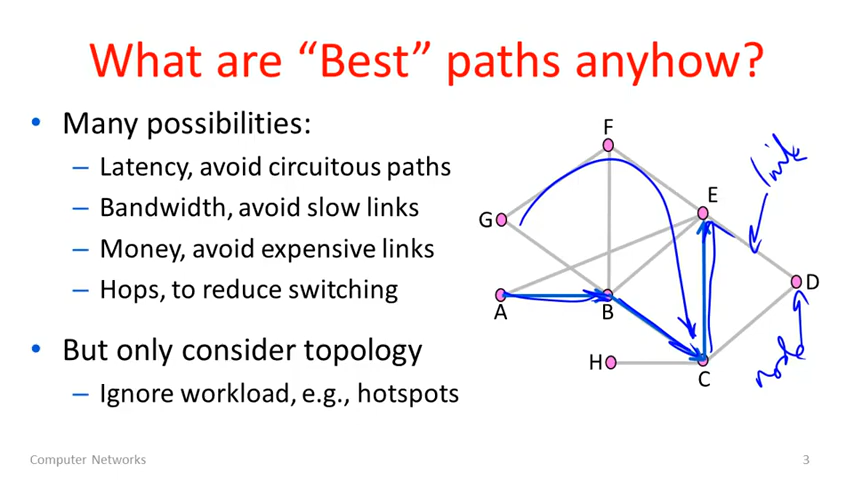 What are “Best” paths anyhow?
• Many possibilities:
– Latency, avoid circuitous paths
– Bandwidth, avoid slow links
– Money, avoid expensive links
– Hops, to reduce switching
• But only consider topology
– Ignore workload, e.g., hotspots
F
link
E
G
D
A
B
H
C
node
Computer Networks
3